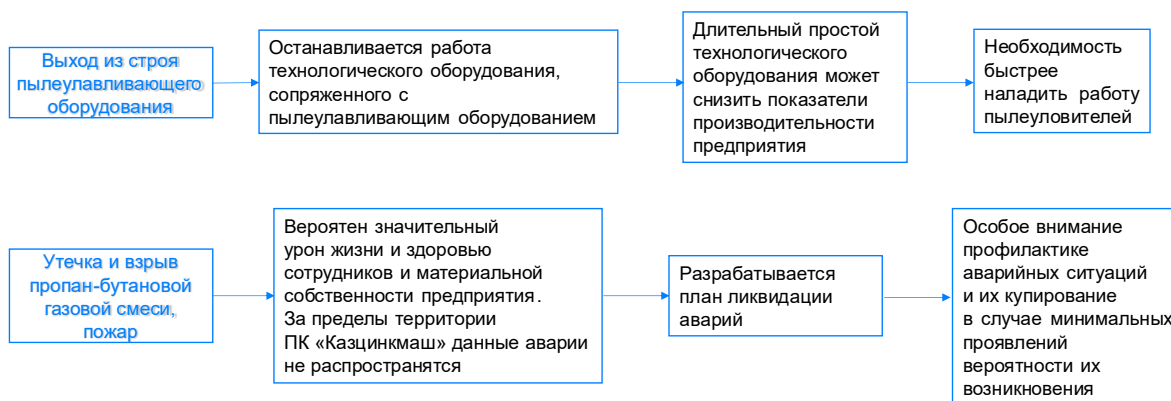 Выход из строя
пылеулавливающего
оборудования
Останавливается работа
технологического оборудования,
сопряженного с
пылеулавливающим оборудованием
Длительный простой
технологического
оборудования может
снизить показатели
производительности
предприятия
Необходимость
быстрее
наладить работу
пылеуловителей
Утечка и взрыв
пропан-бутановой
газовой смеси,
пожар
Вероятен значительный
урон жизни и здоровью
сотрудников и материальной
собственности предприятия.
За пределы территории
ПК «Казцинкмаш» данные аварии
не распространятся
Разрабатывается
план ликвидации
аварий
Особое внимание
профилактике
аварийных ситуаций
и их купирование
в случае минимальных
проявлений
вероятности их
возникновения